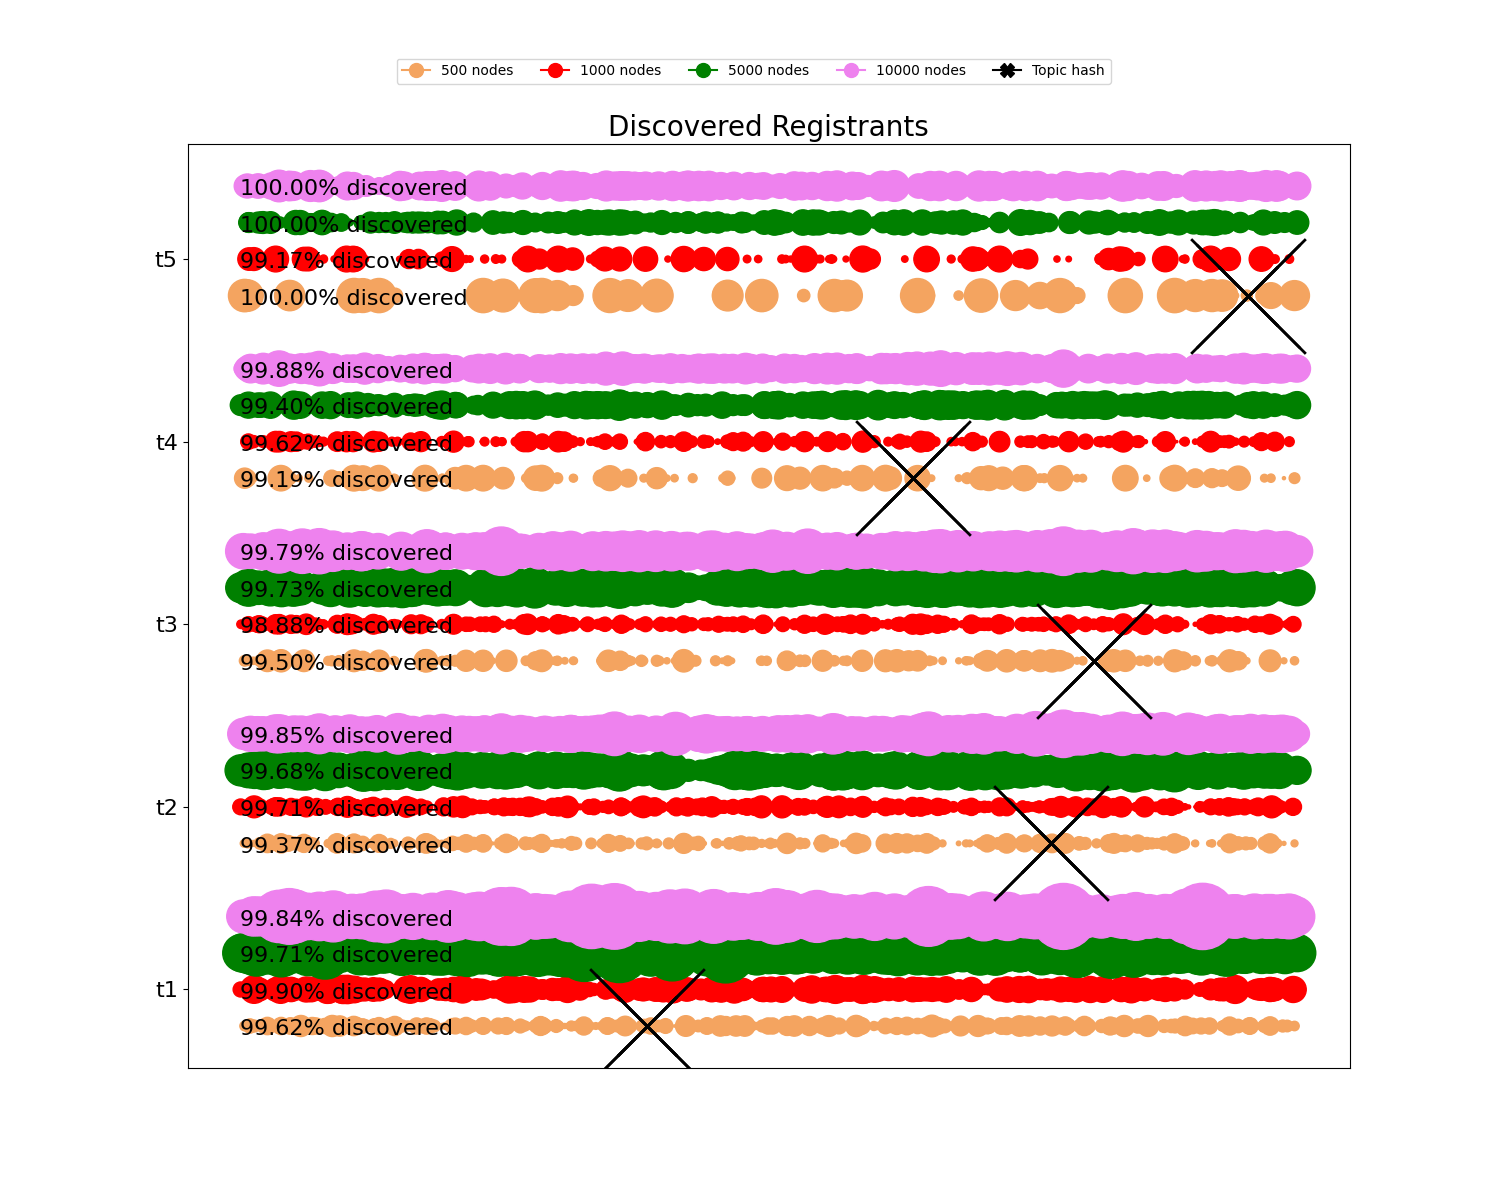 500 nodes 1000 nodes 5000 nodes 10000 nodes Topic hash
Discovered Registrants
100.00% discovered
100.00% discovered
t5
99.17% discovered
100.00% discovered
99.88% discovered
99.40% discovered
t4
99.62% discovered
99.19% discovered
99.79% discovered
99.73% discovered
t3
98.88% discovered
99.50% discovered
99.85% discovered
99.68% discovered
t2
99.71% discovered
99.37% discovered
99.84% discovered
99.71% discovered
t1
99.90% discovered
99.62% discovered